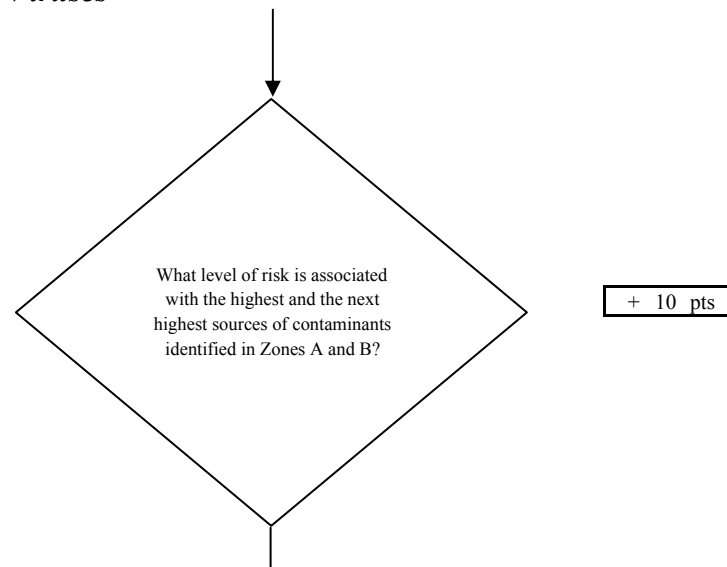 What level of risk is associated
with the highest and the next
highest sources of contaminants
identified in Zones A and B?
+ 10 pts